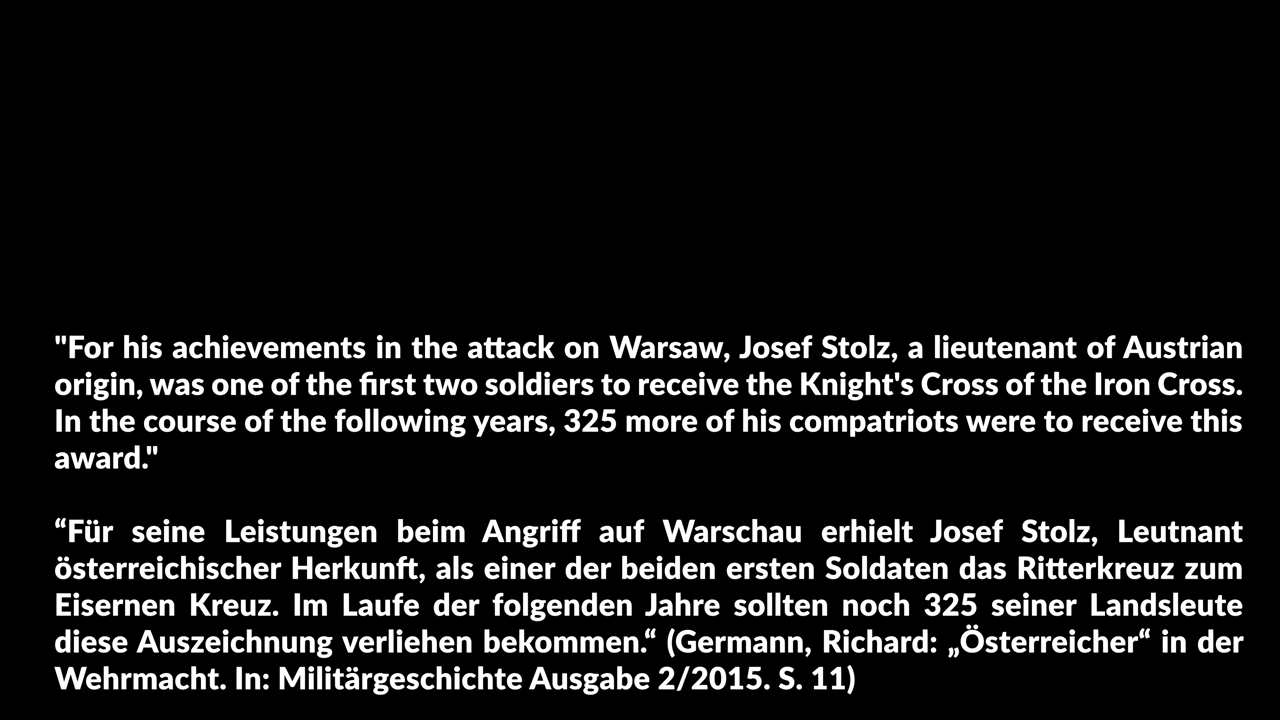 "For his achievements in the attack on Warsaw, Josef Stolz, a lieutenant of Austrian
origin, was one of the first two soldiers to receive the Knight's Cross of the Iron Cross.
In the course of the following years, 325 more of his compatriots were to receive this
award."
“Für seine Leistungen beim Angriff auf Warschau erhielt Josef Stolz, Leutnant
österreichischer Herkunft, als einer der beiden ersten Soldaten das Ritterkreuz zum
Eisernen Kreuz. Im Laufe der folgenden Jahre sollten noch 325 seiner Landsleute
diese Auszeichnung verliehen bekommen.“ (Germann, Richard: „Österreicher“ in der
Wehrmacht. In: Militärgeschichte Ausgabe 2/2015. S. 11)